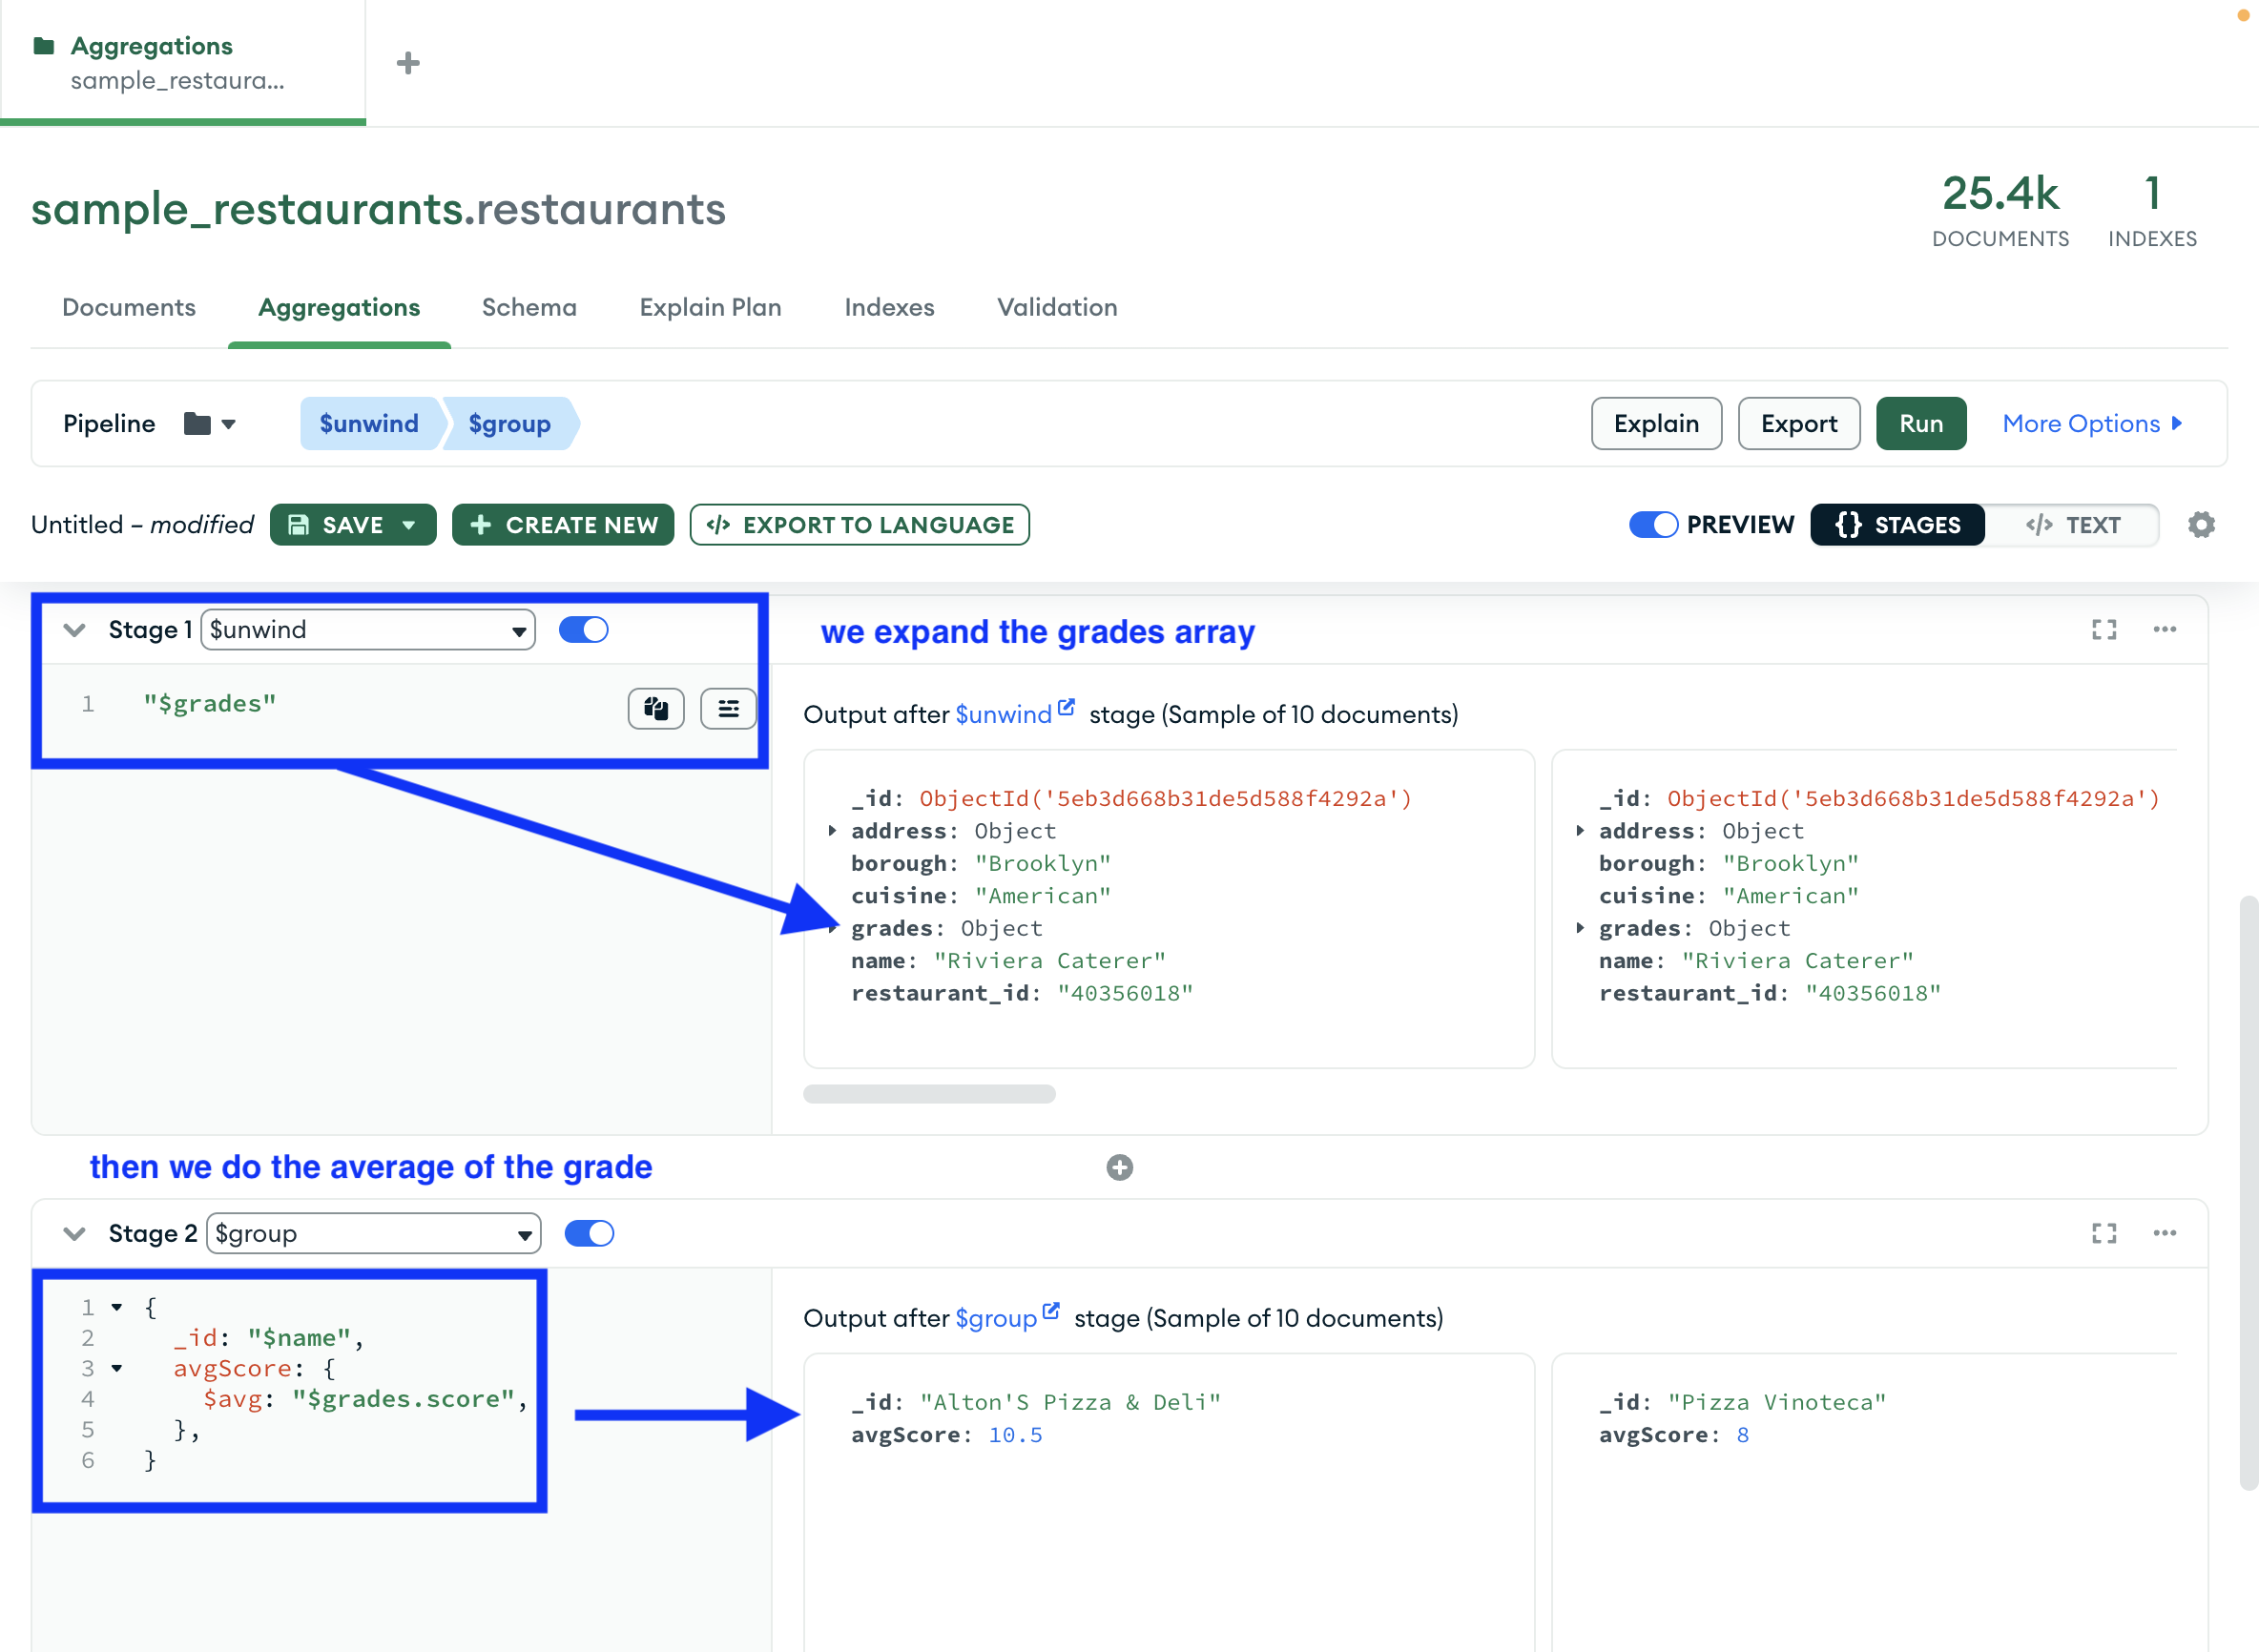 Aggregations
sample_restaura...
sample_restaurants.restaurants
25.4k
DOCUMENTS
1
INDEXES
Documents Aggregations Schema Explain Plan Indexes Validation
Pipeline $unwind $group Explain Export Run More Options
Untitled – modified SAVE CREATE NEW </> EXPORT TO LANGUAGE PREVIEW {} STAGES </> TEXT
Stage 1 $unwind
we expand the grades array
1 "$grades"
Output after $unwind stage (Sample of 10 documents)
_id: ObjectId('5eb3d668b31de5d588f4292a')
address: Object
borough: "Brooklyn"
cuisine: "American"
grades: Object
name: "Riviera Caterer"
restaurant_id: "40356018"
_id: ObjectId('5eb3d668b31de5d588f4292a')
address: Object
borough: "Brooklyn"
cuisine: "American"
grades: Object
name: "Riviera Caterer"
restaurant_id: "40356018"
then we do the average of the grade
Stage 2 $group
1 {
2 _id: "$name",
3 avgScore: {
4 $avg: "$grades.score",
5 },
6 }
Output after $group stage (Sample of 10 documents)
_id: "Alton'S Pizza & Deli"
avgScore: 10.5
_id: "Pizza Vinoteca"
avgScore: 8